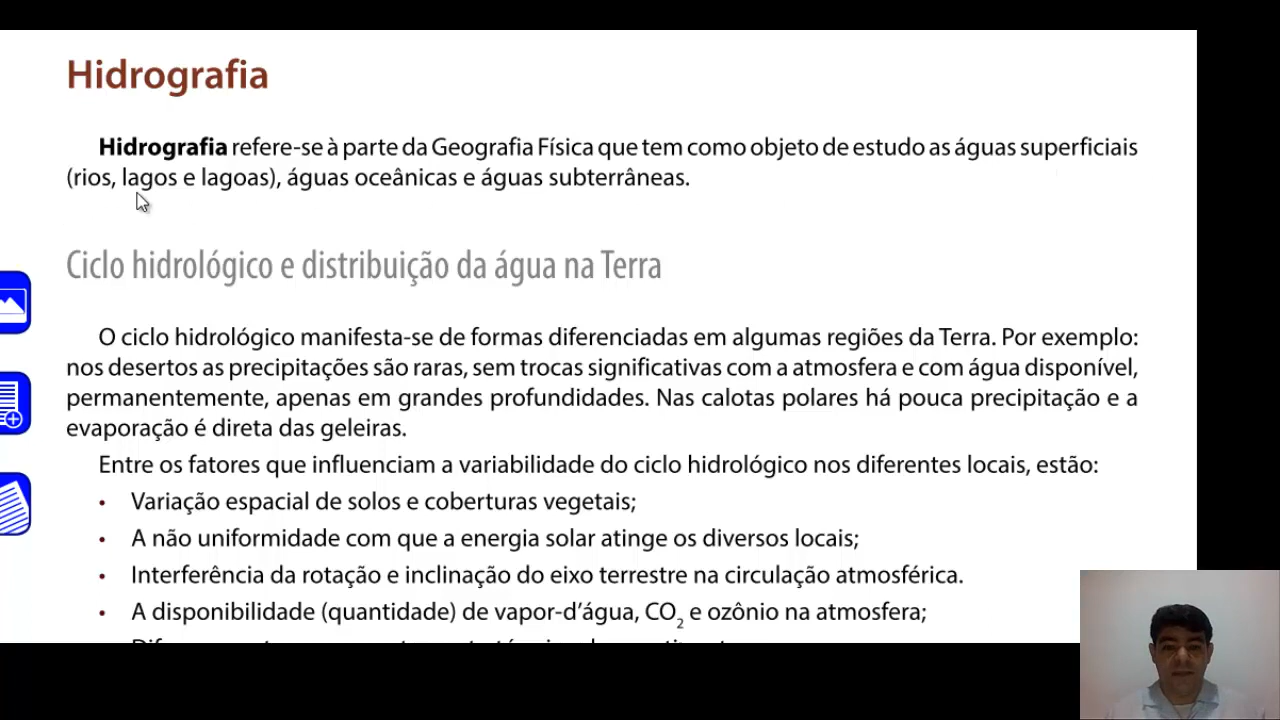 Hidrografia
Hidrografia refere-se à parte da Geografia Física que tem como objeto de estudo as águas superficiais
(rios, lagos e lagoas), águas oceânicas e águas subterrâneas.
Ciclo hidrológico e distribuição da água na Terra
O ciclo hidrológico manifesta-se de formas diferenciadas em algumas regiões da Terra. Por exemplo:
nos desertos as precipitações são raras, sem trocas significativas com a atmosfera e com água disponível,
permanentemente, apenas em grandes profundidades. Nas calotas polares há pouca precipitação e a
evaporação é direta das geleiras.
Entre os fatores que influenciam a variabilidade do ciclo hidrológico nos diferentes locais, estão:
• Variação espacial de solos e coberturas vegetais;
• A não uniformidade com que a energia solar atinge os diversos locais;
• Interferência da rotação e inclinação do eixo terrestre na circulação atmosférica.
• A disponibilidade (quantidade) de vapor-d’água, CO2 e ozônio na atmosfera;